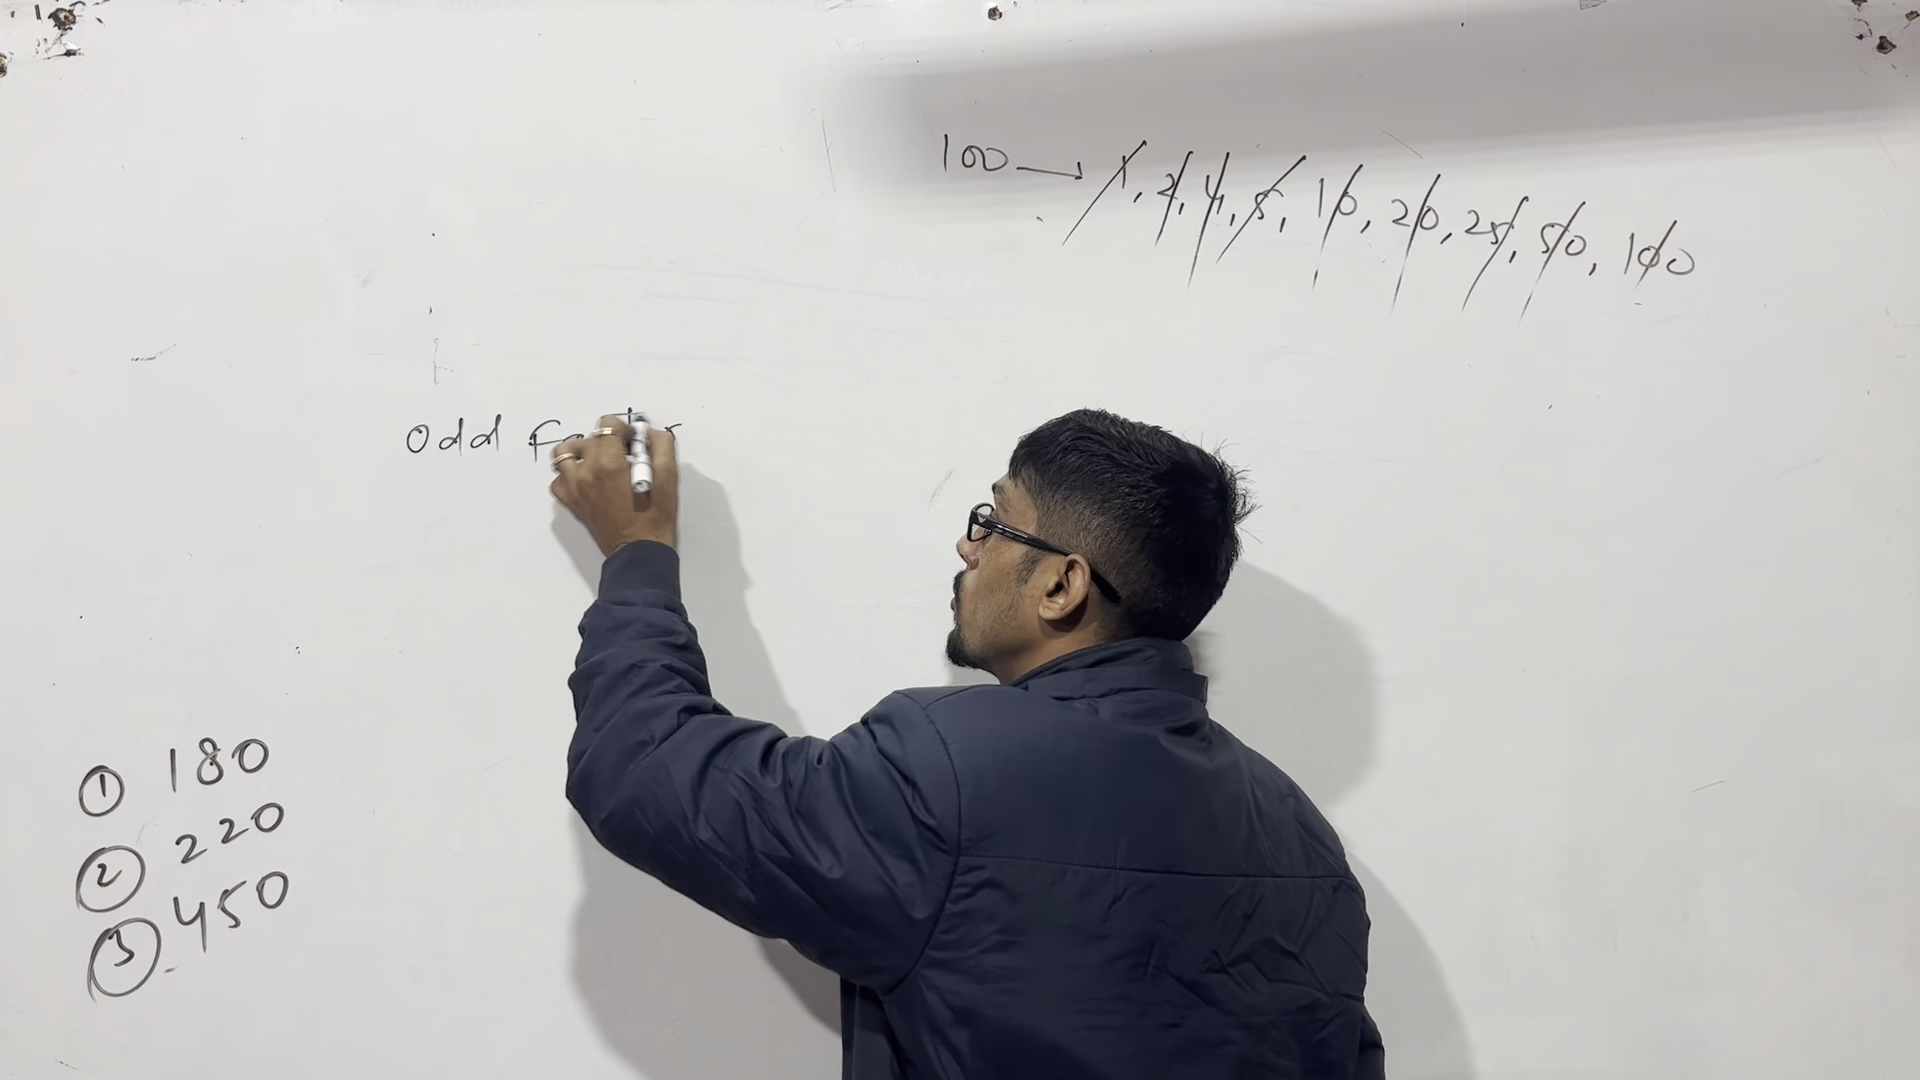 100 → 1, 2, 4, 5, 10, 20, 25, 50, 100
Odd
① 180
② 220
③ 450